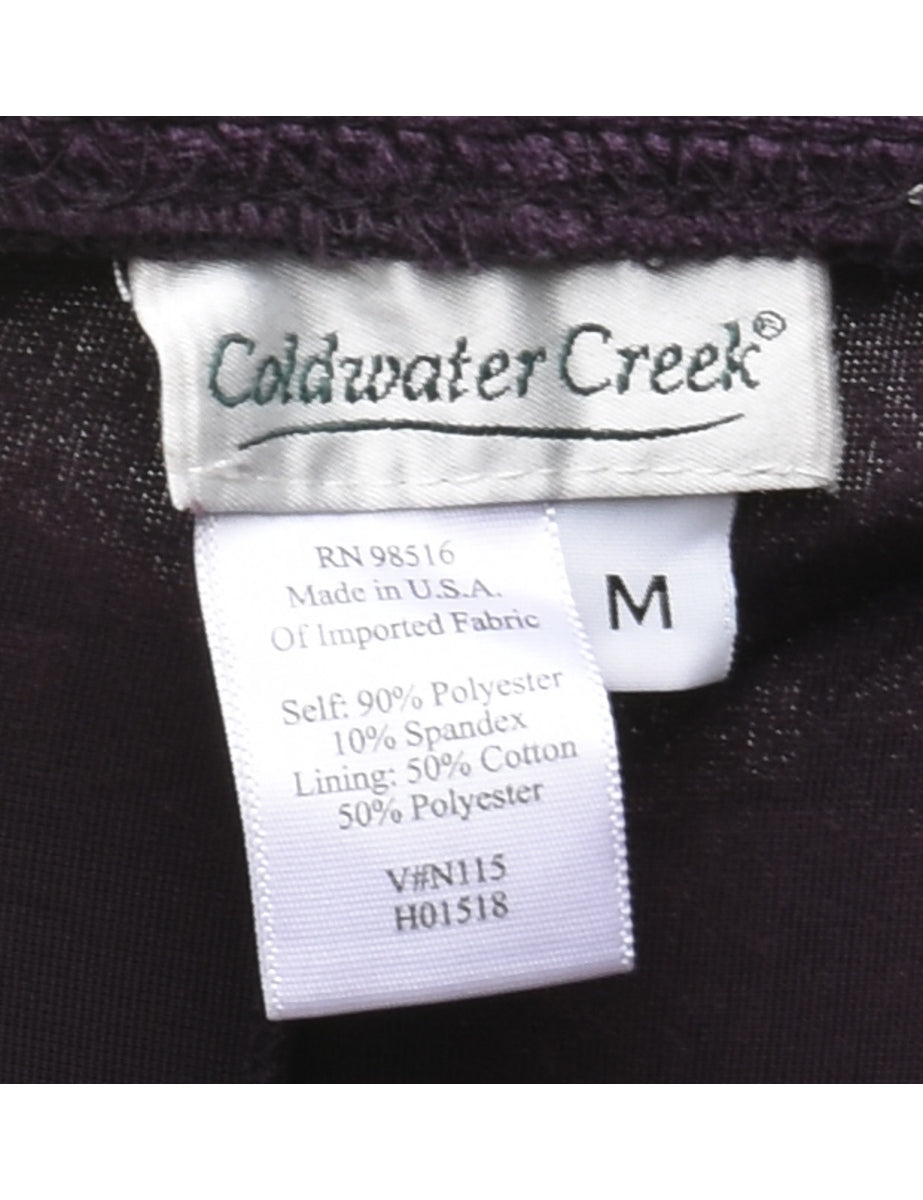 Coldwater Creek®
RN 98516
Made in U.S.A.
Of Imported Fabric
M
Self: 90% Polyester
10% Spandex
Lining: 50% Cotton
50% Polyester
V#N115
H01518